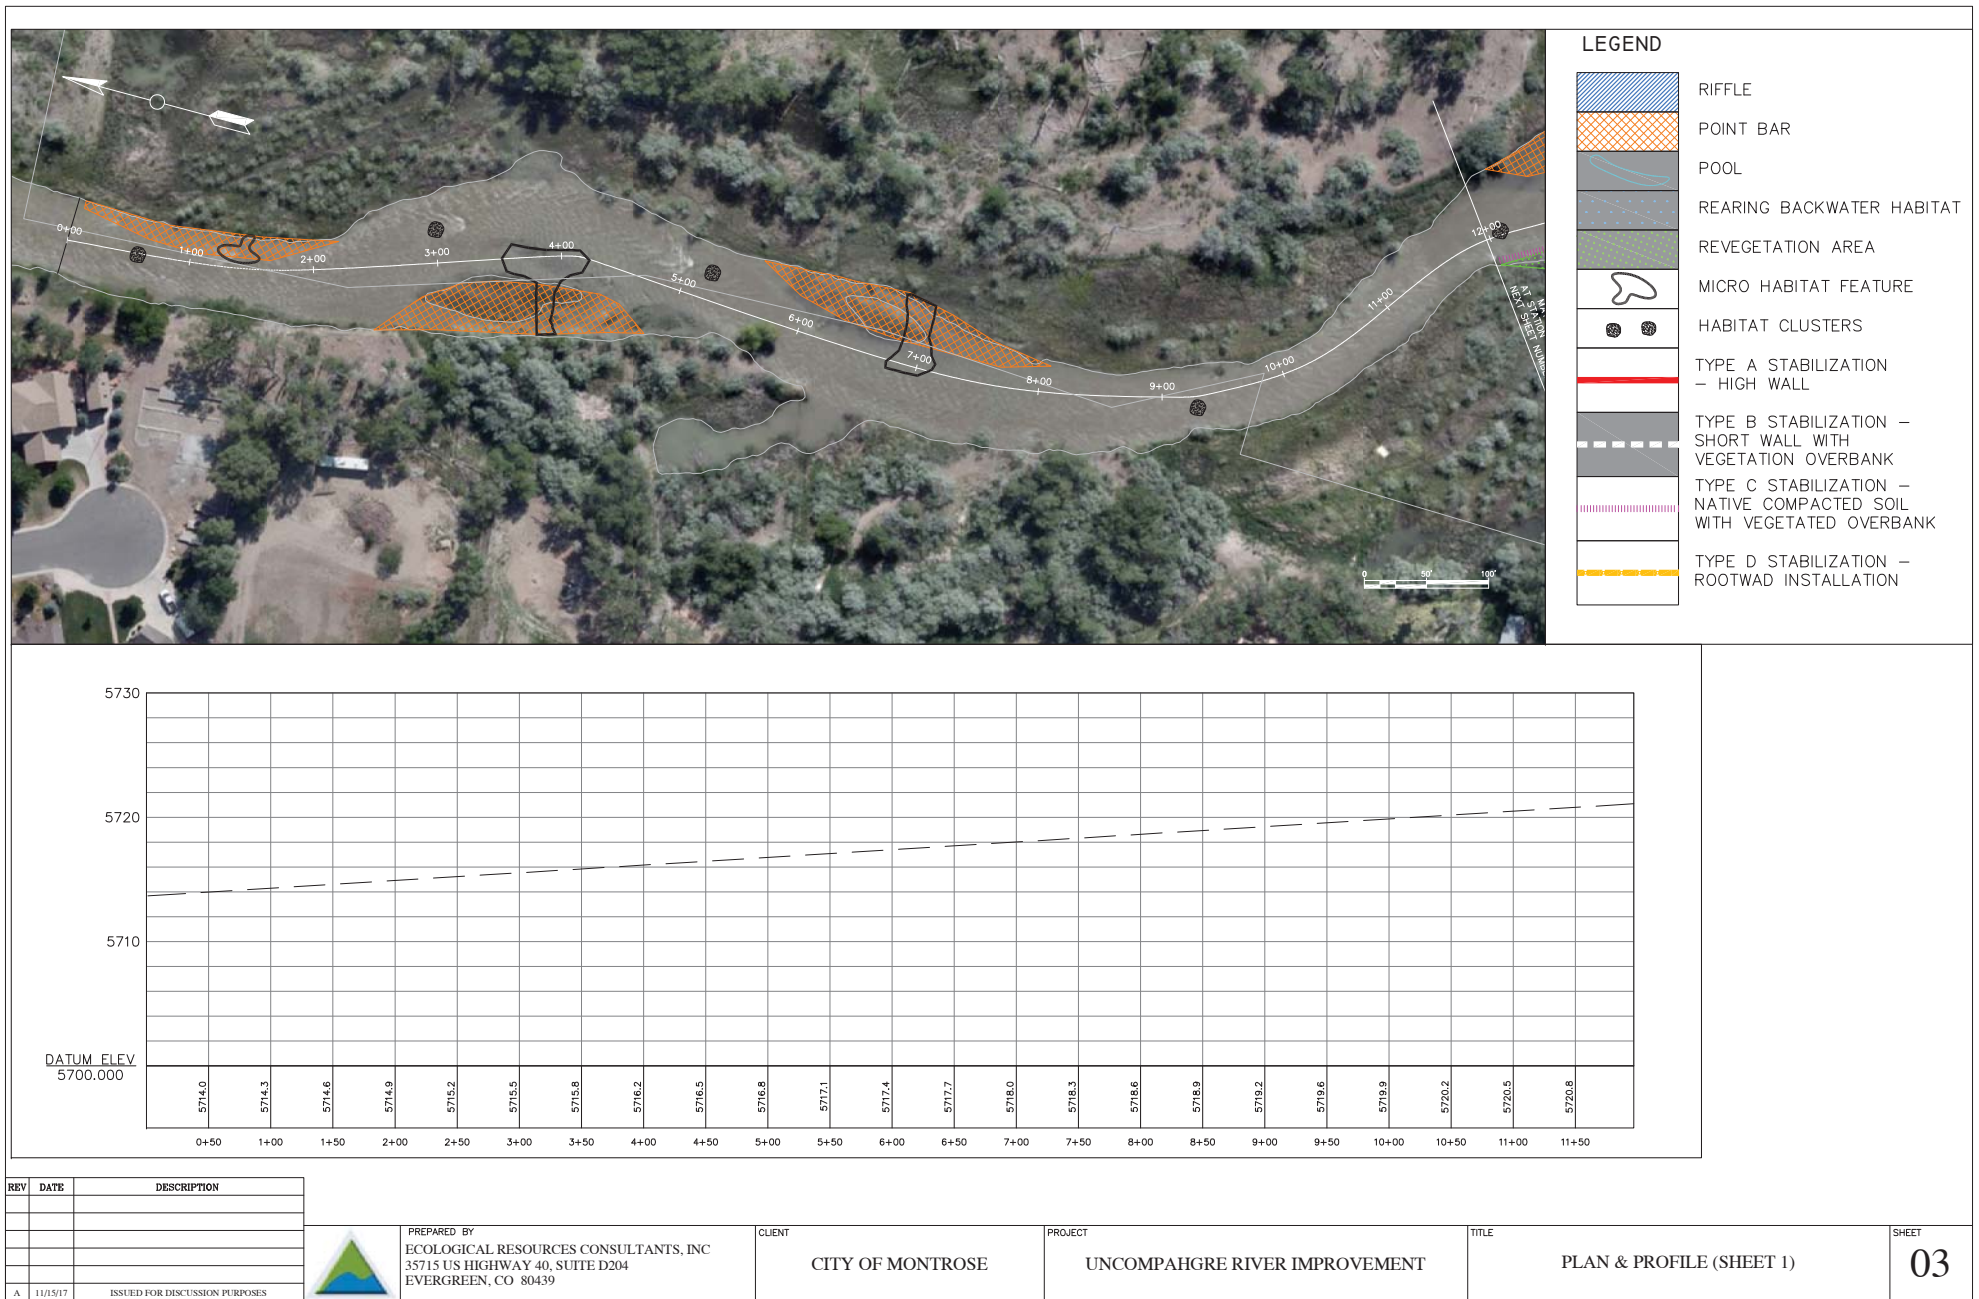 LEGEND
RIFFLE
POINT BAR
POOL
REARING BACKWATER HABITAT
REVEGETATION AREA
MICRO HABITAT FEATURE
HABITAT CLUSTERS
TYPE A STABILIZATION
– HIGH WALL
TYPE B STABILIZATION –
SHORT WALL WITH
VEGETATION OVERBANK
TYPE C STABILIZATION –
NATIVE COMPACTED SOIL
WITH VEGETATED OVERBANK
TYPE D STABILIZATION –
ROOTWAD INSTALLATION
0+00
1+00
2+00
3+00
4+00
5+00
6+00
7+00
8+00
9+00
10+00
11+00
12+00
MA
AT STATION
NEXT SHEET NUMB
0 50' 100'
5730
5720
5710
DATUM ELEV
5700.000
5714.0 5714.3 5714.6 5714.9 5715.2 5715.5 5715.8 5716.2 5716.5 5716.8 5717.1 5717.4 5717.7 5718.0 5718.3 5718.6 5718.9 5719.2 5719.6 5719.9 5720.2 5720.5 5720.8
0+50 1+00 1+50 2+00 2+50 3+00 3+50 4+00 4+50 5+00 5+50 6+00 6+50 7+00 7+50 8+00 8+50 9+00 9+50 10+00 10+50 11+00 11+50
REV DATE DESCRIPTION
A 11/15/17 ISSUED FOR DISCUSSION PURPOSES
PREPARED BY
ECOLOGICAL RESOURCES CONSULTANTS, INC
35715 US HIGHWAY 40, SUITE D204
EVERGREEN, CO 80439
CLIENT
CITY OF MONTROSE
PROJECT
UNCOMPAHGRE RIVER IMPROVEMENT
TITLE
PLAN & PROFILE (SHEET 1)
SHEET
03